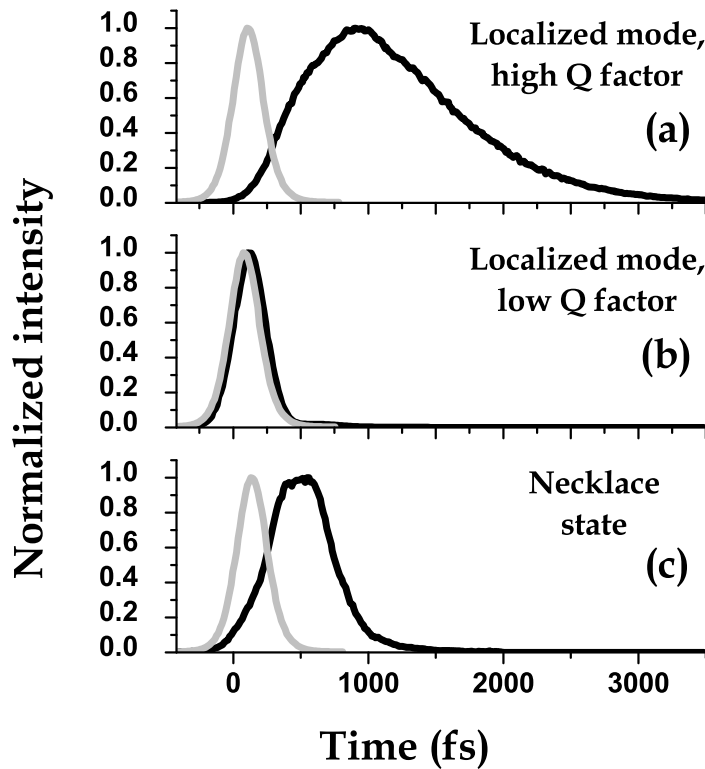 Normalized intensity
1.0
0.8
0.6
0.4
0.2
0.0
Localized mode,
high Q factor
(a)
1.0
0.8
0.6
0.4
0.2
0.0
Localized mode,
low Q factor
(b)
1.0
0.8
0.6
0.4
0.2
0.0
Necklace
state
(c)
0 1000 2000 3000
Time (fs)